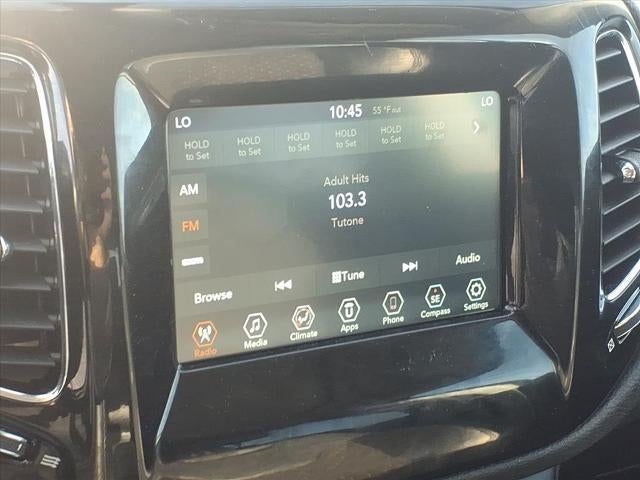 LO 10:45 55 °F out LO
HOLD HOLD HOLD HOLD HOLD HOLD
to Set to Set to Set to Set to Set to Set
Adult Hits
AM
103.3
FM
Tutone
Browse Tune Audio
Radio Media Climate Apps Phone SE Compass Settings